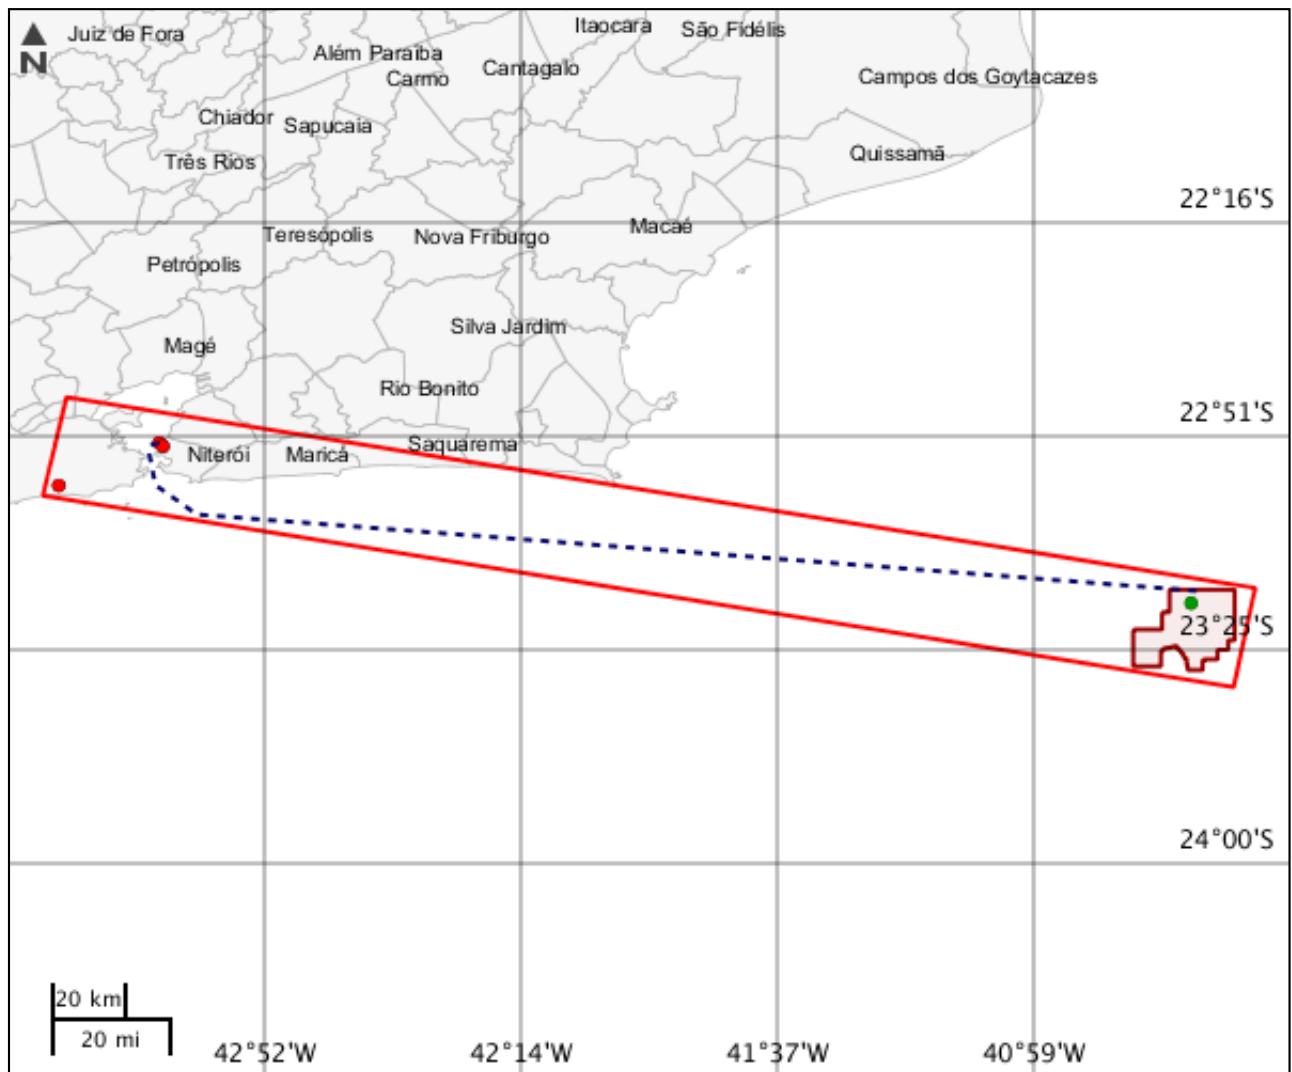 Itaocara
São Fidélis
Juiz de Fora
N
Além Paraíba
Cantagalo
Carmo
Campos dos Goytacazes
Chiador
Sapucaia
Três Rios
Quissamã
22°16'S
Teresópolis
Nova Friburgo
Macaé
Petrópolis
Silva Jardim
Magé
Rio Bonito
22°51'S
Niterói
Maricá
Saquarema
23°25'S
24°00'S
20 km
20 mi
42°52'W
42°14'W
41°37'W
40°59'W